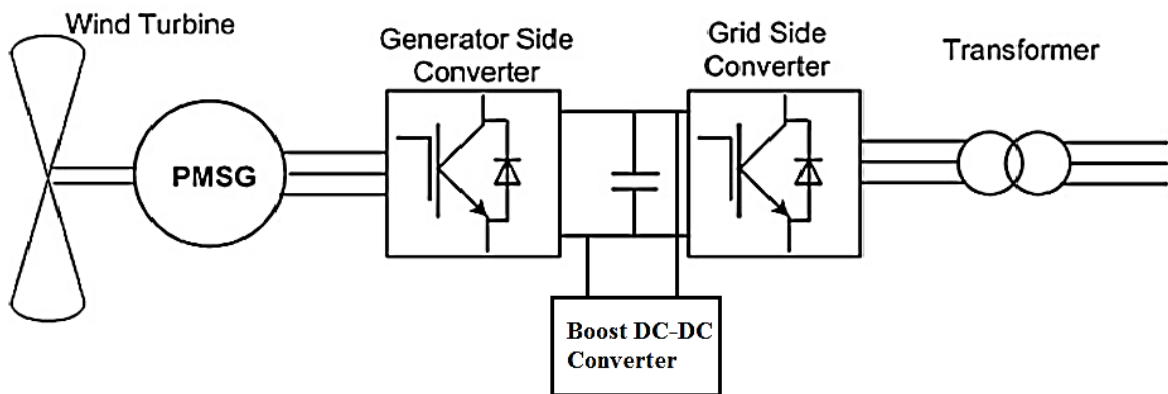 Wind Turbine
Generator Side
Converter
Grid Side
Converter
Transformer
PMSG
Boost DC-DC
Converter